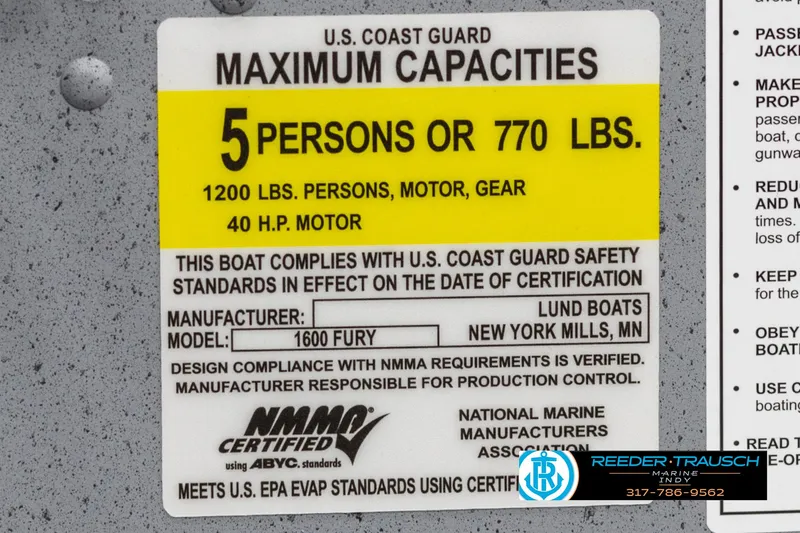 U.S. COAST GUARD
MAXIMUM CAPACITIES
5 PERSONS OR 770 LBS.
1200 LBS. PERSONS, MOTOR, GEAR
40 H.P. MOTOR
THIS BOAT COMPLIES WITH U.S. COAST GUARD SAFETY
STANDARDS IN EFFECT ON THE DATE OF CERTIFICATION
MANUFACTURER: LUND BOATS
MODEL: 1600 FURY NEW YORK MILLS, MN
DESIGN COMPLIANCE WITH NMMA REQUIREMENTS IS VERIFIED.
MANUFACTURER RESPONSIBLE FOR PRODUCTION CONTROL.
NMMA®
CERTIFIED
using ABYC. standards
NATIONAL MARINE
MANUFACTURERS
ASSOCIATION
MEETS U.S. EPA EVAP STANDARDS USING CERTIF
• PASSE
JACKE
• MAKE
PROP
passen
boat, c
gunwa
• REDU
AND M
times.
loss of
• KEEP
for the
• OBEY
BOATI
• USE C
boating
• READ T
E-OF
REEDER-TRAUSCH
MARINE
INDY
317-786-9562